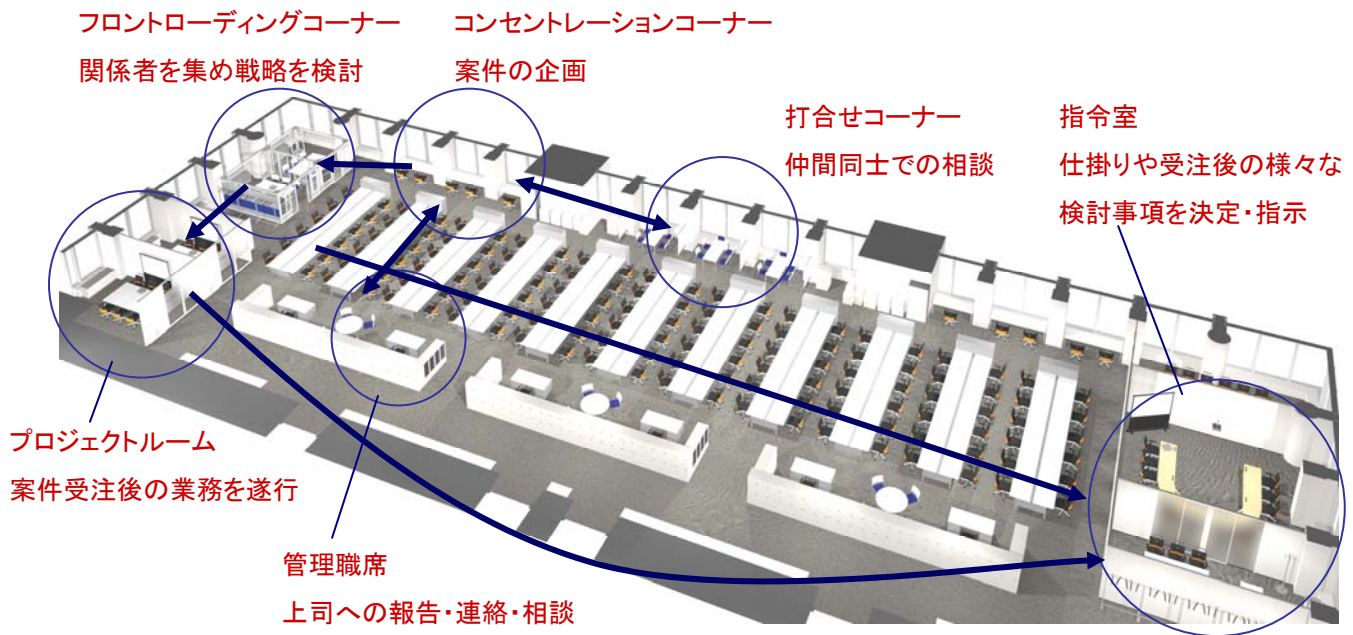 フロントローディングコーナー
関係者を集め戦略を検討
コンセントレーションコーナー
案件の企画
打合せコーナー
仲間同士での相談
指令室
仕掛りや受注後の様々な
検討事項を決定・指示
プロジェクトルーム
案件受注後の業務を遂行
管理職席
上司への報告・連絡・相談